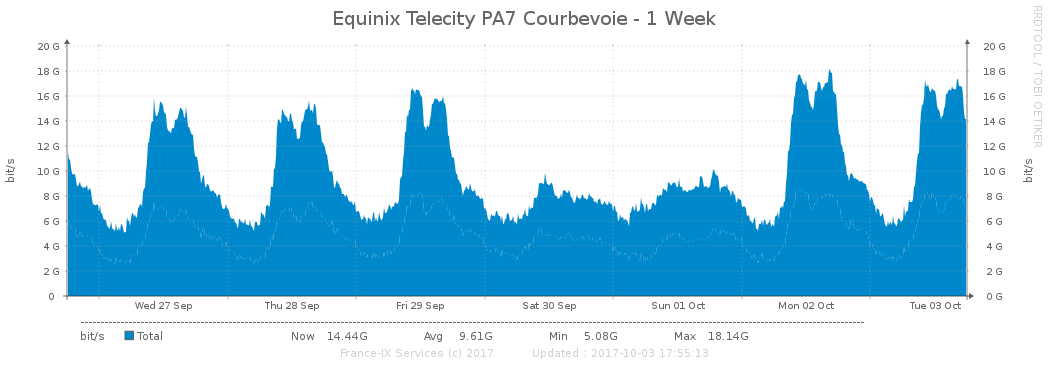 Equinix Telecity PA7 Courbevoie - 1 Week
RRDTOOL / TOBI OETIKER
20 G 20 G
18 G 18 G
16 G 16 G
14 G 14 G
12 G 12 G
10 G 10 G
8 G 8 G
6 G 6 G
4 G 4 G
2 G 2 G
0 0 G
bit/s
bit/s
Wed 27 Sep Thu 28 Sep Fri 29 Sep Sat 30 Sep Sun 01 Oct Mon 02 Oct Tue 03 Oct
bit/s Total Now 14.44G Avg 9.61G Min 5.08G Max 18.14G
France-IX Services (c) 2017 Updated : 2017-10-03 17:55:13